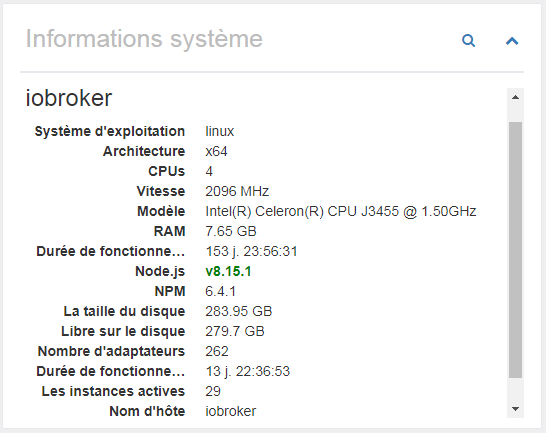 Informations système
iobroker
Système d'exploitation linux
Architecture x64
CPUs 4
Vitesse 2096 MHz
Modèle Intel(R) Celeron(R) CPU J3455 @ 1.50GHz
RAM 7.65 GB
Durée de fonctionne… 153 j. 23:56:31
Node.js v8.15.1
NPM 6.4.1
La taille du disque 283.95 GB
Libre sur le disque 279.7 GB
Nombre d'adaptateurs 262
Durée de fonctionne… 13 j. 22:36:53
Les instances actives 29
Nom d'hôte iobroker